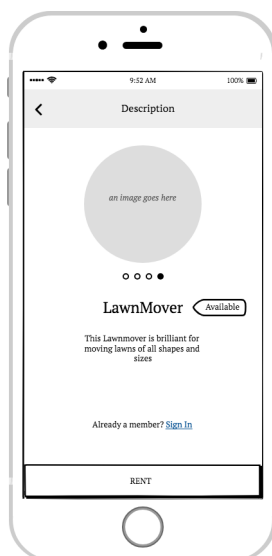 9:52 AM
100%
Description
an image goes here
LawnMover
Available
This Lawnmover is brilliant for
moving lawns of all shapes and
sizes
Already a member? Sign In
RENT